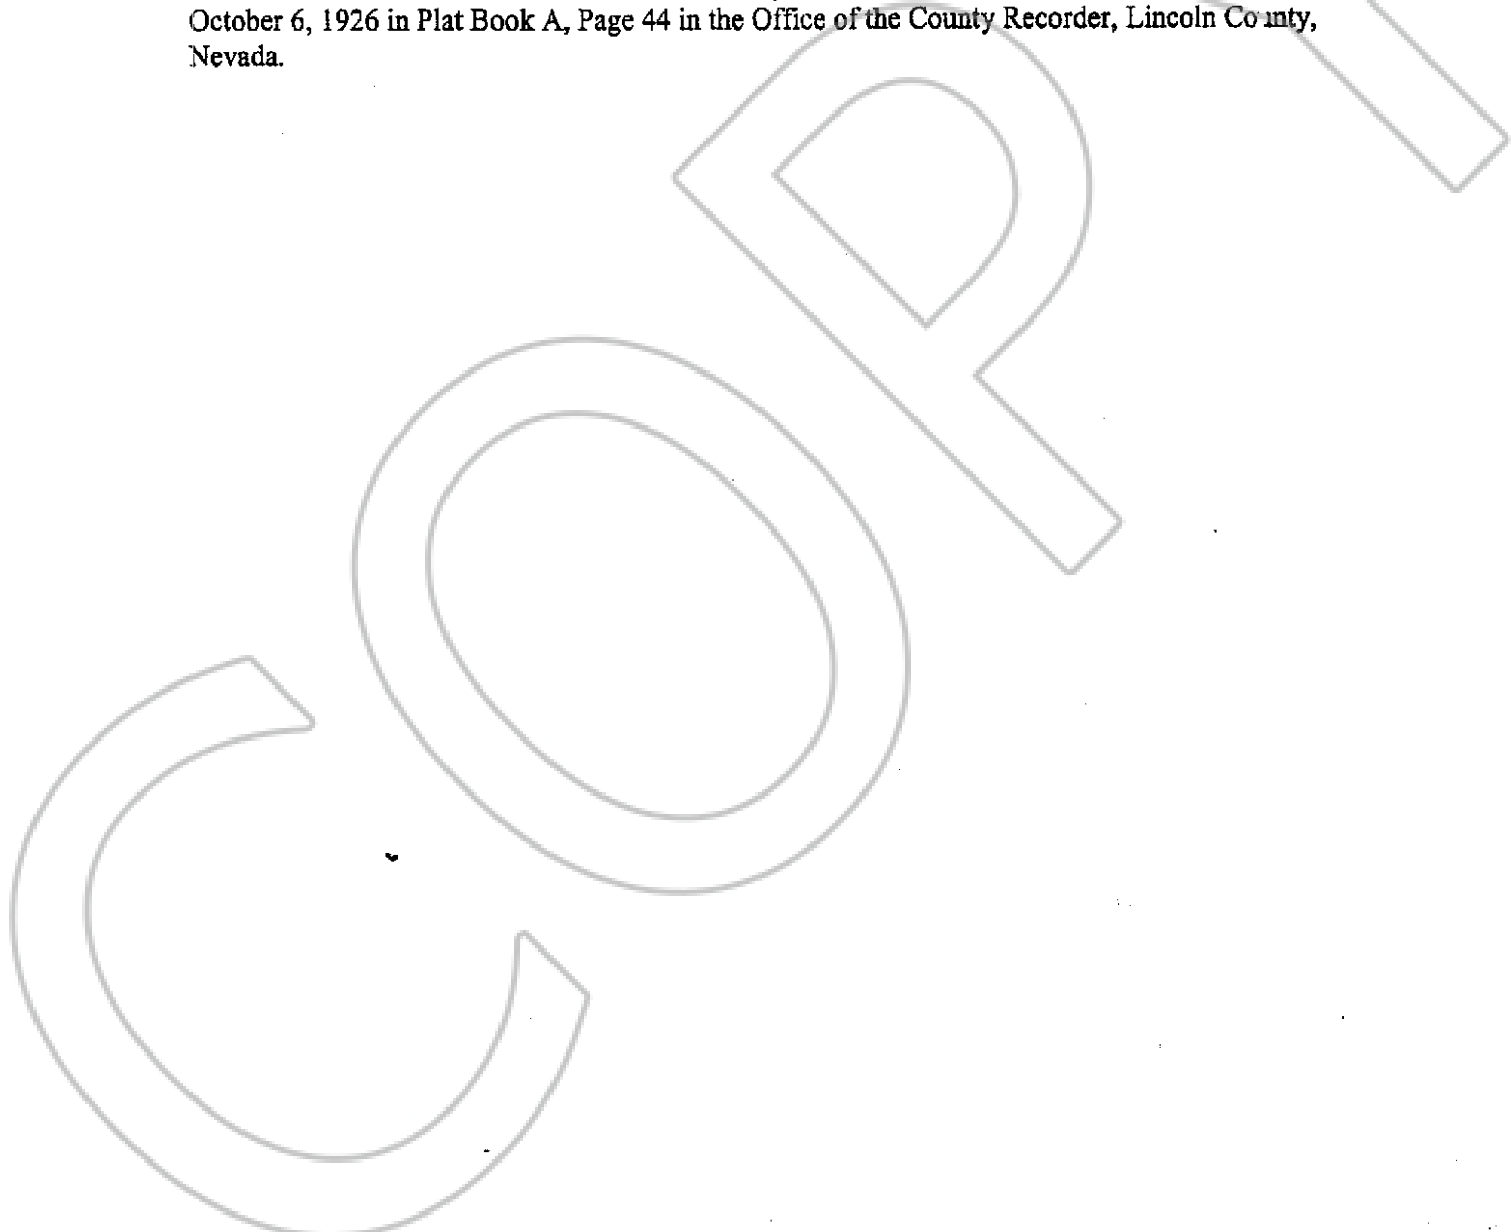 October 6, 1926 in Plat Book A, Page 44 in the Office of the County Recorder, Lincoln County,
Nevada.
COPY